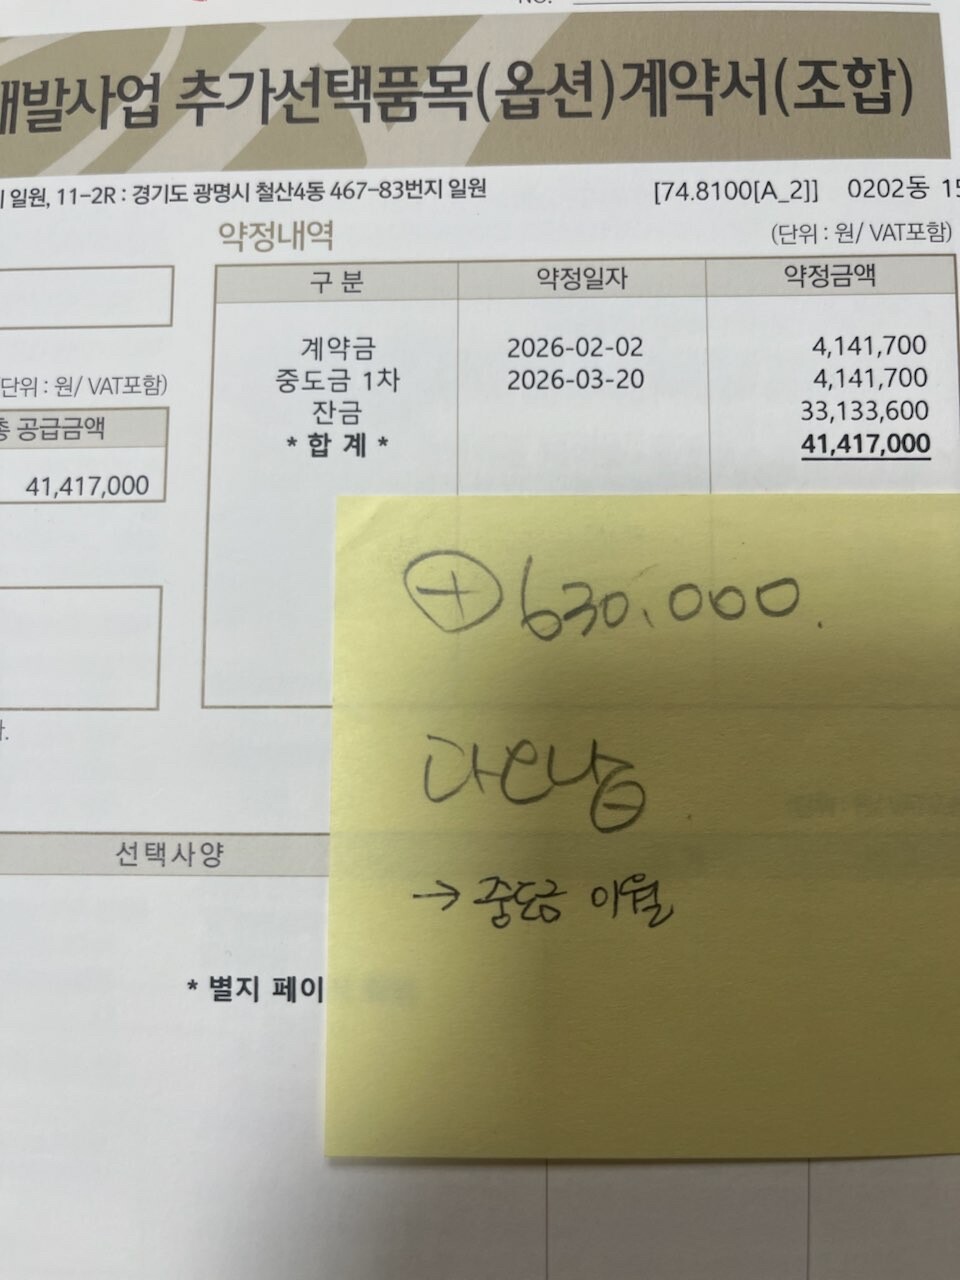 NO.
개발사업 추가선택품목(옵션)계약서(조합)
일원, 11-2R : 경기도 광명시 철산4동 467-83번지 일원 [74.8100[A_2]] 0202동 15
약정내역 (단위 : 원/ VAT포함)
구 분 약정일자 약정금액
계약금 2026-02-02 4,141,700
중도금 1차 2026-03-20 4,141,700
잔금 33,133,600
* 합 계 * 41,417,000
단위 : 원/ VAT포함)
총 공급금액
41,417,000
⊕ 630,000.
과오납
→ 중도금 이월
선택사양
* 별지 페이